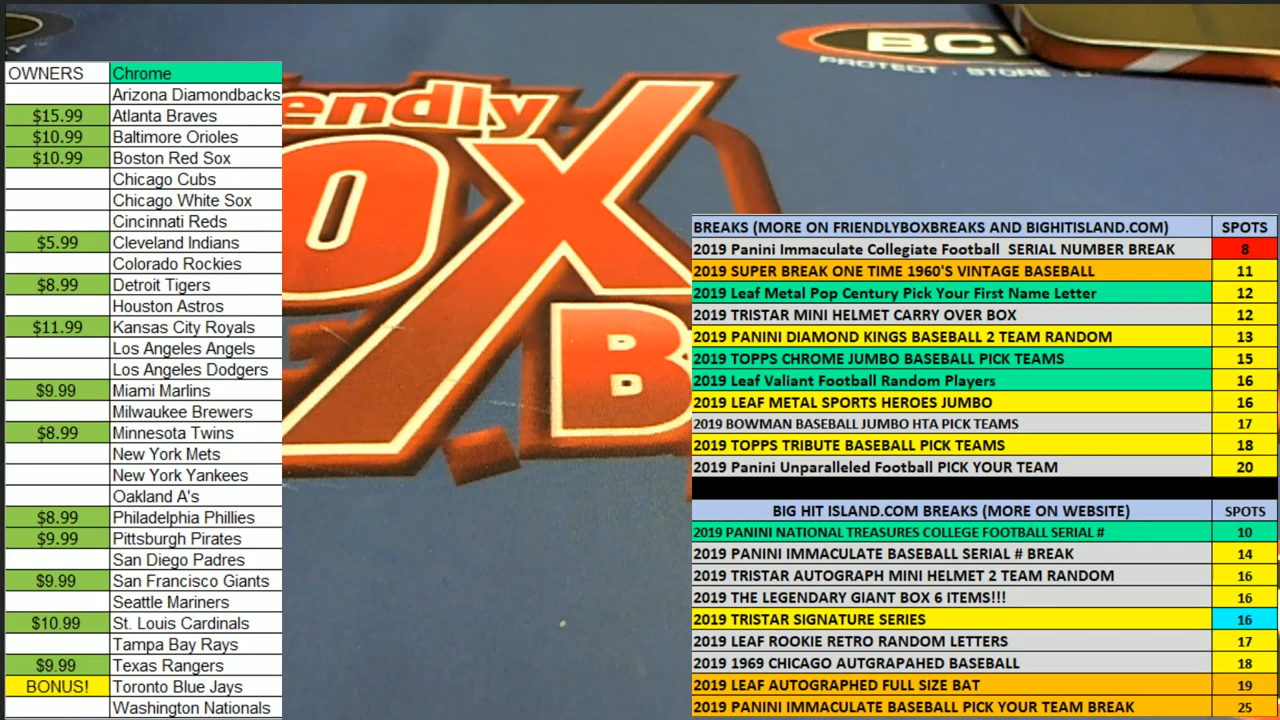 OWNERS Chrome
Arizona Diamondbacks
$15.99 Atlanta Braves
$10.99 Baltimore Orioles
$10.99 Boston Red Sox
Chicago Cubs
Chicago White Sox
Cincinnati Reds
$5.99 Cleveland Indians
Colorado Rockies
$8.99 Detroit Tigers
Houston Astros
$11.99 Kansas City Royals
Los Angeles Angels
Los Angeles Dodgers
$9.99 Miami Marlins
Milwaukee Brewers
$8.99 Minnesota Twins
New York Mets
New York Yankees
Oakland A's
$8.99 Philadelphia Phillies
$9.99 Pittsburgh Pirates
San Diego Padres
$9.99 San Francisco Giants
Seattle Mariners
$10.99 St. Louis Cardinals
Tampa Bay Rays
$9.99 Texas Rangers
BONUS! Toronto Blue Jays
Washington Nationals
endly
OX
B
BCW
PROTECT . STORE .
BREAKS (MORE ON FRIENDLYBOXBREAKS AND BIGHITISLAND.COM) SPOTS
2019 Panini Immaculate Collegiate Football SERIAL NUMBER BREAK 8
2019 SUPER BREAK ONE TIME 1960'S VINTAGE BASEBALL 11
2019 Leaf Metal Pop Century Pick Your First Name Letter 12
2019 TRISTAR MINI HELMET CARRY OVER BOX 12
2019 PANINI DIAMOND KINGS BASEBALL 2 TEAM RANDOM 13
2019 TOPPS CHROME JUMBO BASEBALL PICK TEAMS 15
2019 Leaf Valiant Football Random Players 16
2019 LEAF METAL SPORTS HEROES JUMBO 16
2019 BOWMAN BASEBALL JUMBO HTA PICK TEAMS 17
2019 TOPPS TRIBUTE BASEBALL PICK TEAMS 18
2019 Panini Unparalleled Football PICK YOUR TEAM 20
BIG HIT ISLAND.COM BREAKS (MORE ON WEBSITE) SPOTS
2019 PANINI NATIONAL TREASURES COLLEGE FOOTBALL SERIAL # 10
2019 PANINI IMMACULATE BASEBALL SERIAL # BREAK 14
2019 TRISTAR AUTOGRAPH MINI HELMET 2 TEAM RANDOM 16
2019 THE LEGENDARY GIANT BOX 6 ITEMS!!! 16
2019 TRISTAR SIGNATURE SERIES 16
2019 LEAF ROOKIE RETRO RANDOM LETTERS 17
2019 1969 CHICAGO AUTGRAPAHED BASEBALL 18
2019 LEAF AUTOGRAPHED FULL SIZE BAT 19
2019 PANINI IMMACULATE BASEBALL PICK YOUR TEAM BREAK 25